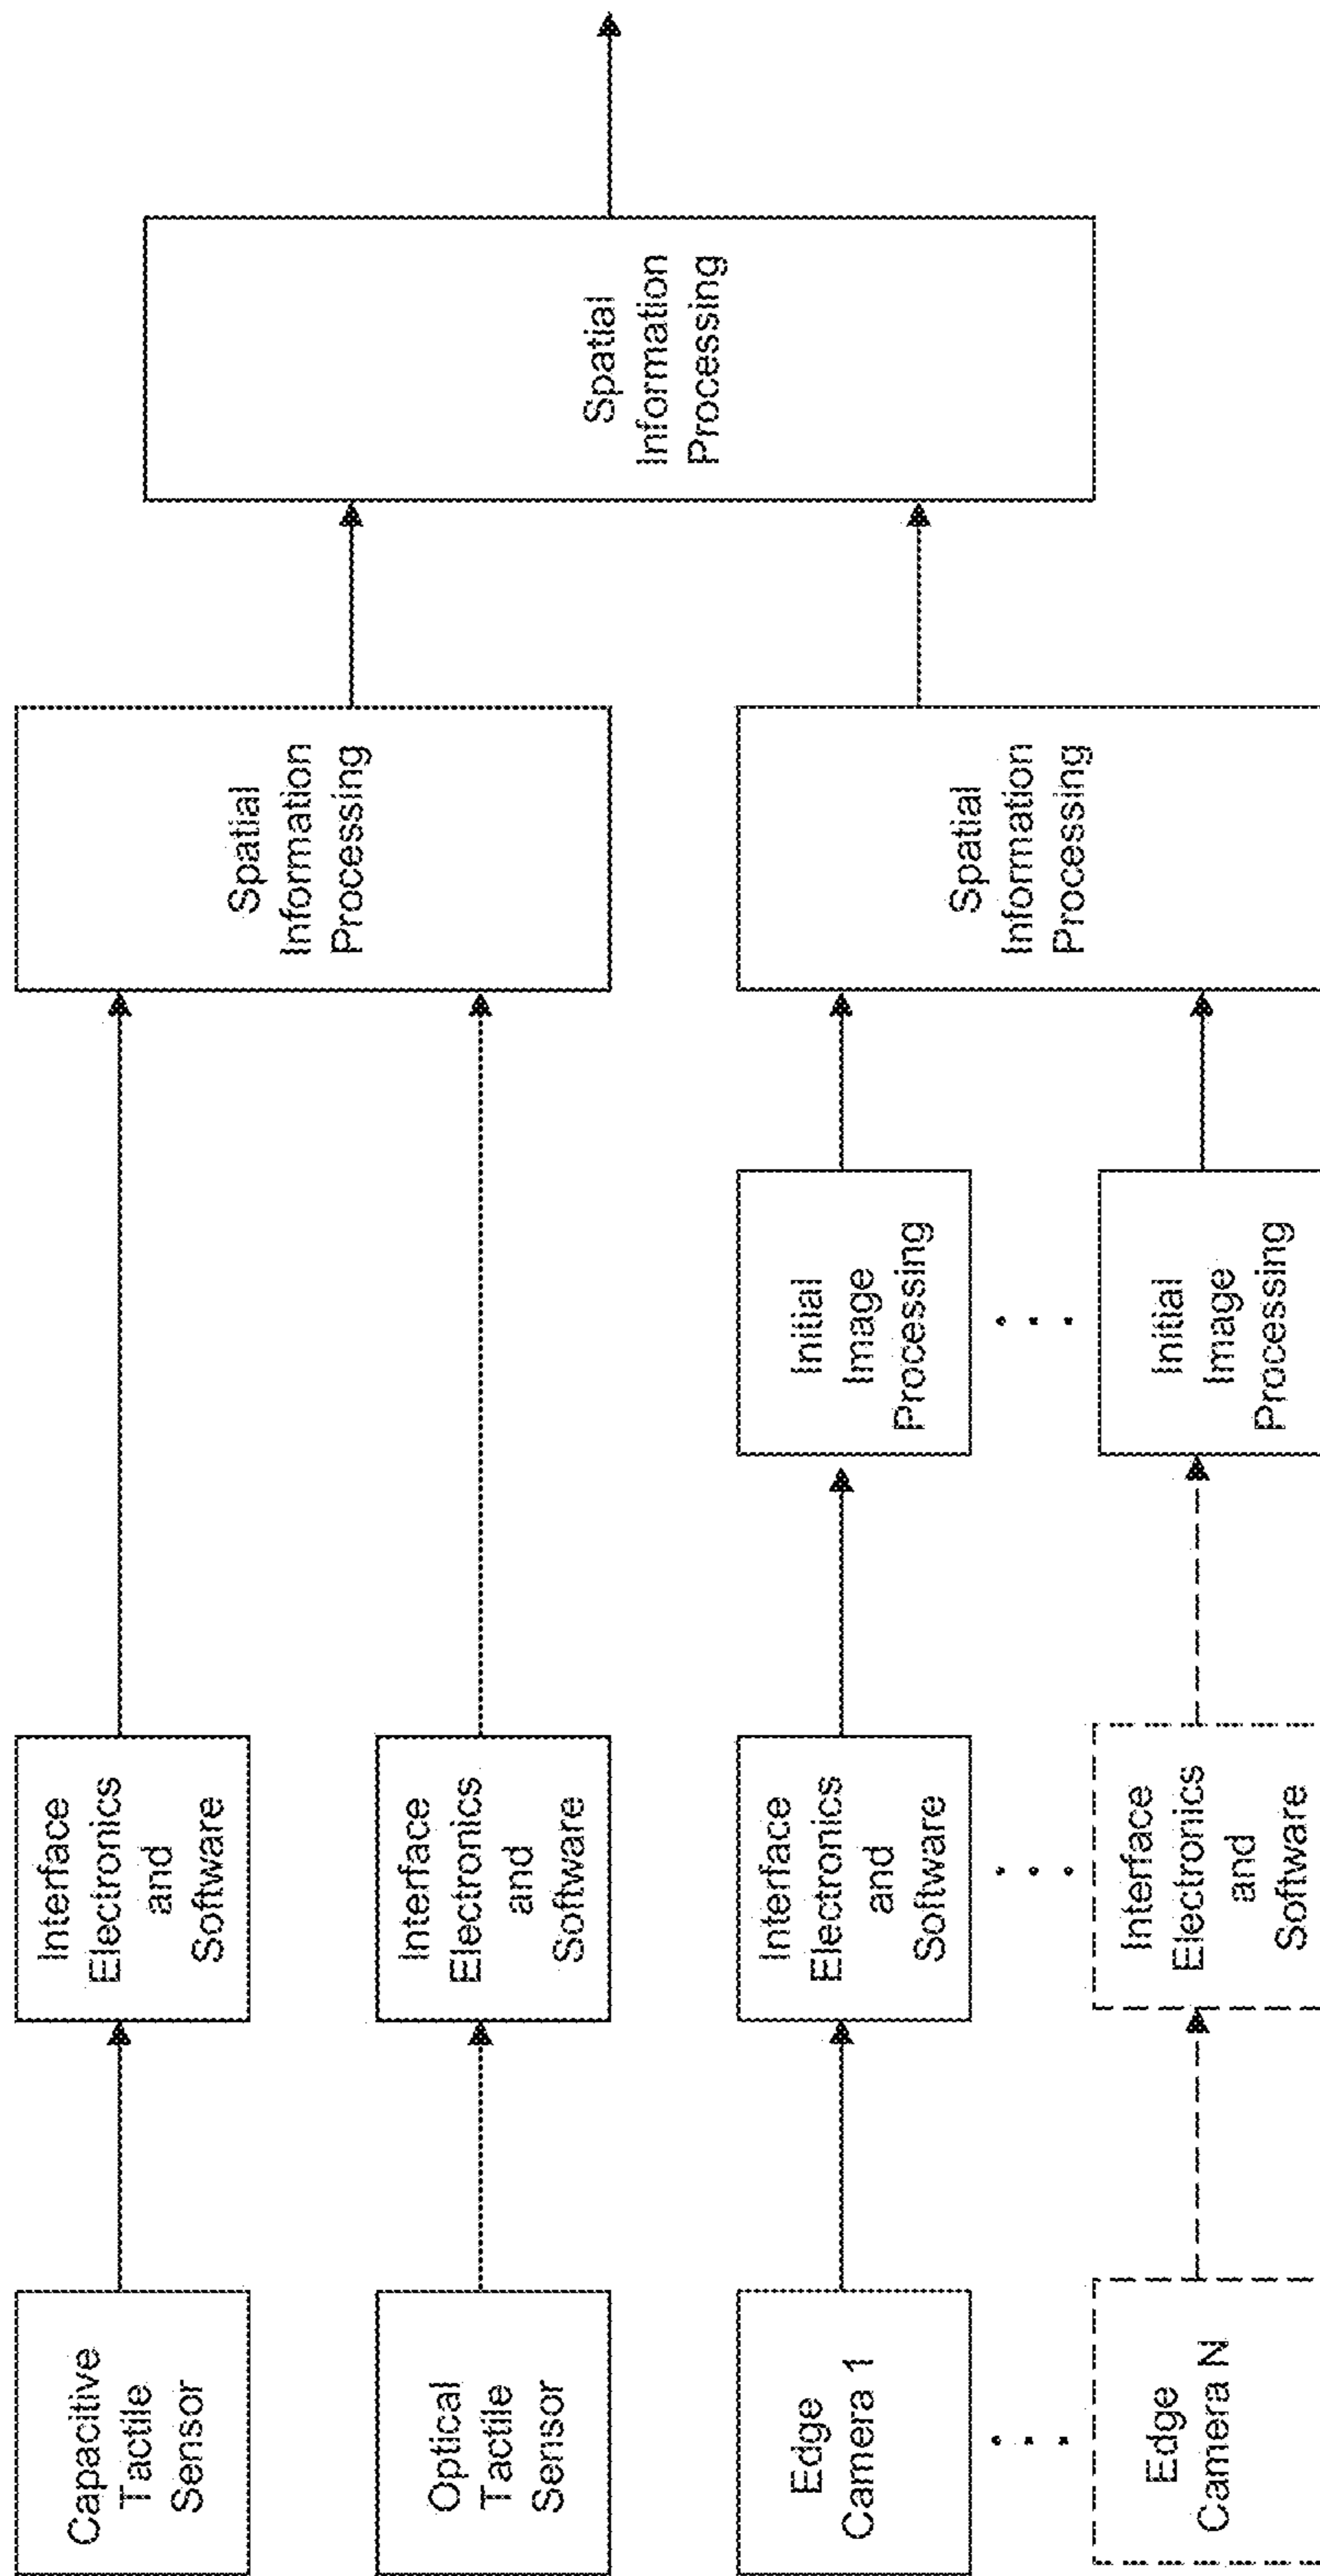 Capacitive
Tactile
Sensor
Interface
Electronics
and
Software
Spatial
Information
Processing
Optical
Tactile
Sensor
Interface
Electronics
and
Software
Spatial
Information
Processing
Edge
Camera 1
Interface
Electronics
and
Software
Initial
Image
Processing
Spatial
Information
Processing
Edge
Camera N
Interface
Electronics
and
Software
Initial
Image
Processing